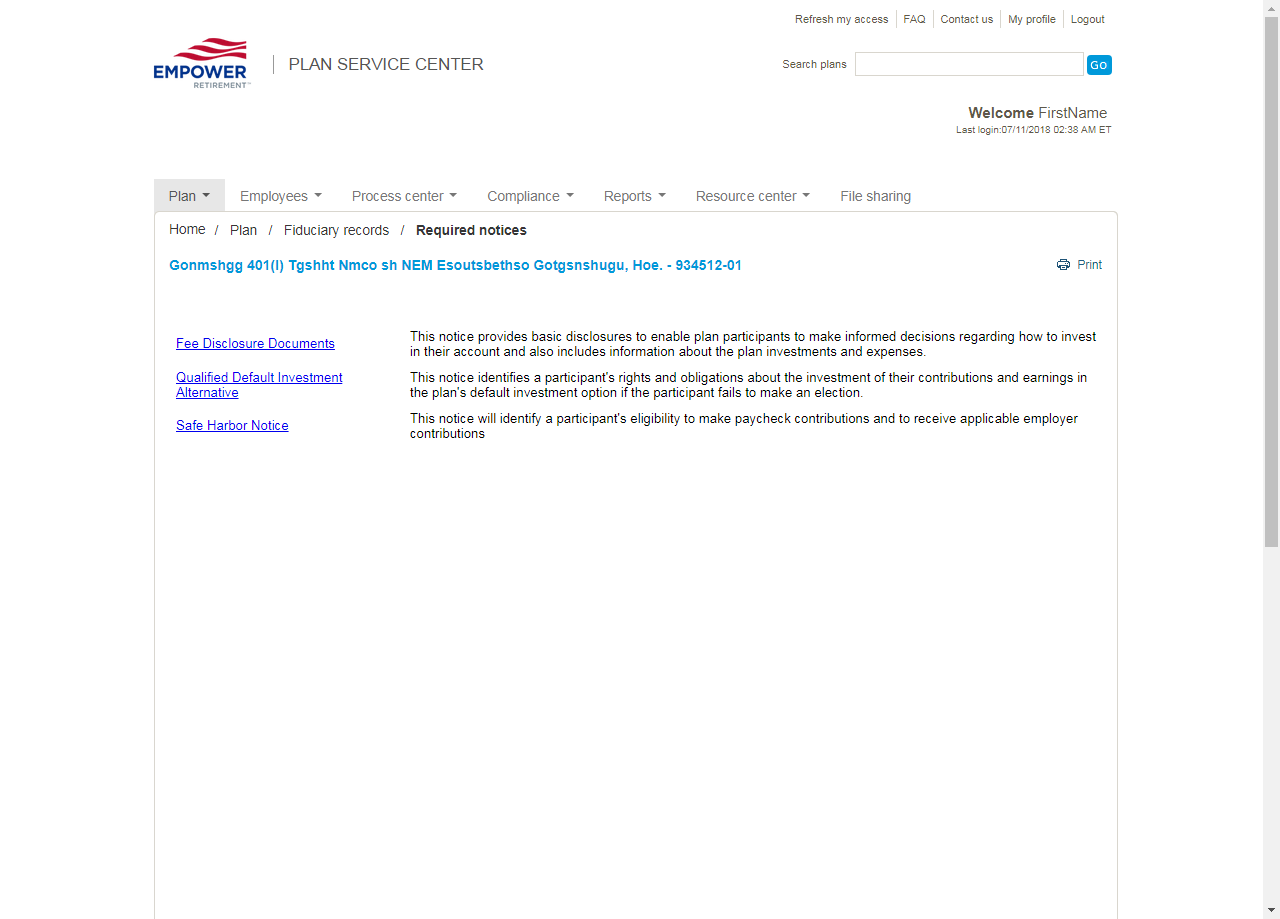 Refresh my access FAQ Contact us My profile Logout
EMPOWER
RETIREMENT™
PLAN SERVICE CENTER
Search plans Go
Welcome FirstName
Last login:07/11/2018 02:38 AM ET
Plan Employees Process center Compliance Reports Resource center File sharing
Home / Plan / Fiduciary records / Required notices
Gonmshgg 401(l) Tgshht Nmco sh NEM Esoutsbethso Gotgsnshugu, Hoe. - 934512-01
Print
Fee Disclosure Documents
This notice provides basic disclosures to enable plan participants to make informed decisions regarding how to invest
in their account and also includes information about the plan investments and expenses.
Qualified Default Investment
Alternative
This notice identifies a participant's rights and obligations about the investment of their contributions and earnings in
the plan's default investment option if the participant fails to make an election.
Safe Harbor Notice
This notice will identify a participant's eligibility to make paycheck contributions and to receive applicable employer
contributions